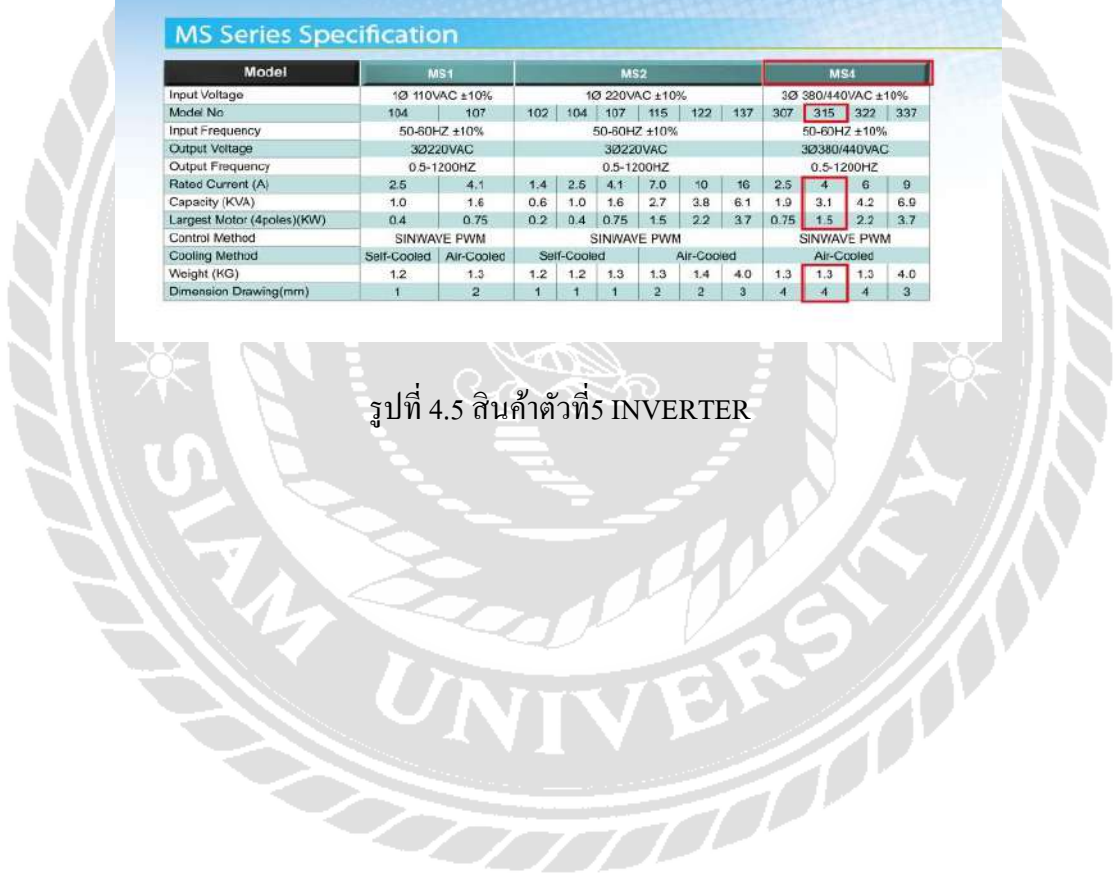 MS Series Specification
Model MS1 MS2 MS4
Input Voltage 1Ø 110VAC ±10% 1Ø 220VAC ±10% 3Ø 380/440VAC ±10%
Model No 104 107 102 104 107 115 122 137 307 315 322 337
Input Frequency 50-60HZ ±10% 50-60HZ ±10% 50-60HZ ±10%
Output Voltage 3Ø220VAC 3Ø220VAC 3Ø380/440VAC
Output Frequency 0.5-1200HZ 0.5-1200HZ 0.5-1200HZ
Rated Current (A) 2.5 4.1 1.4 2.5 4.1 7.0 10 16 2.5 4 6 9
Capacity (KVA) 1.0 1.6 0.6 1.0 1.6 2.7 3.8 6.1 1.9 3.1 4.2 6.9
Largest Motor (4poles)(KW) 0.4 0.75 0.2 0.4 0.75 1.5 2.2 3.7 0.75 1.5 2.2 3.7
Control Method SINWAVE PWM SINWAVE PWM SINWAVE PWM
Cooling Method Self-Cooled Air-Cooled Self-Cooled Air-Cooled Air-Cooled
Weight (KG) 1.2 1.3 1.2 1.2 1.3 1.3 1.4 4.0 1.3 1.3 1.3 4.0
Dimension Drawing(mm) 1 2 1 1 1 2 2 3 4 4 4 3
รูปที่ 4.5 สินค้าตัวที่5 INVERTER
SIAM UNIVERSITY